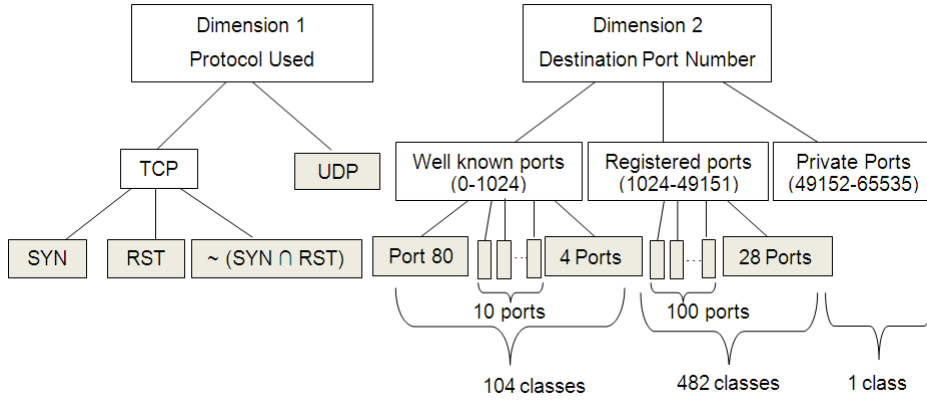 Dimension 1
Protocol Used
Dimension 2
Destination Port Number
TCP
UDP
Well known ports
(0-1024)
Registered ports
(1024-49151)
Private Ports
(49152-65535)
SYN
RST
~ (SYN ∩ RST)
Port 80
4 Ports
28 Ports
10 ports
100 ports
104 classes
482 classes
1 class